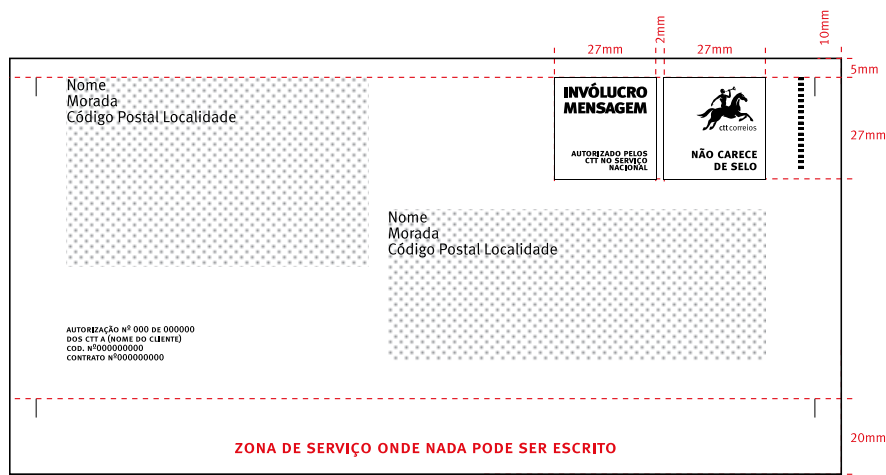 27mm
2mm
27mm
10mm
5mm
27mm
20mm
Nome
Morada
Código Postal Localidade
INVÓLUCRO
MENSAGEM
AUTORIZADO PELOS
CTT NO SERVIÇO
NACIONAL
ctt correios
NÃO CARECE
DE SELO
Nome
Morada
Código Postal Localidade
AUTORIZAÇÃO Nº 000 DE 000000
DOS CTT A (NOME DO CLIENTE)
COD. Nº000000000
CONTRATO Nº000000000
ZONA DE SERVIÇO ONDE NADA PODE SER ESCRITO